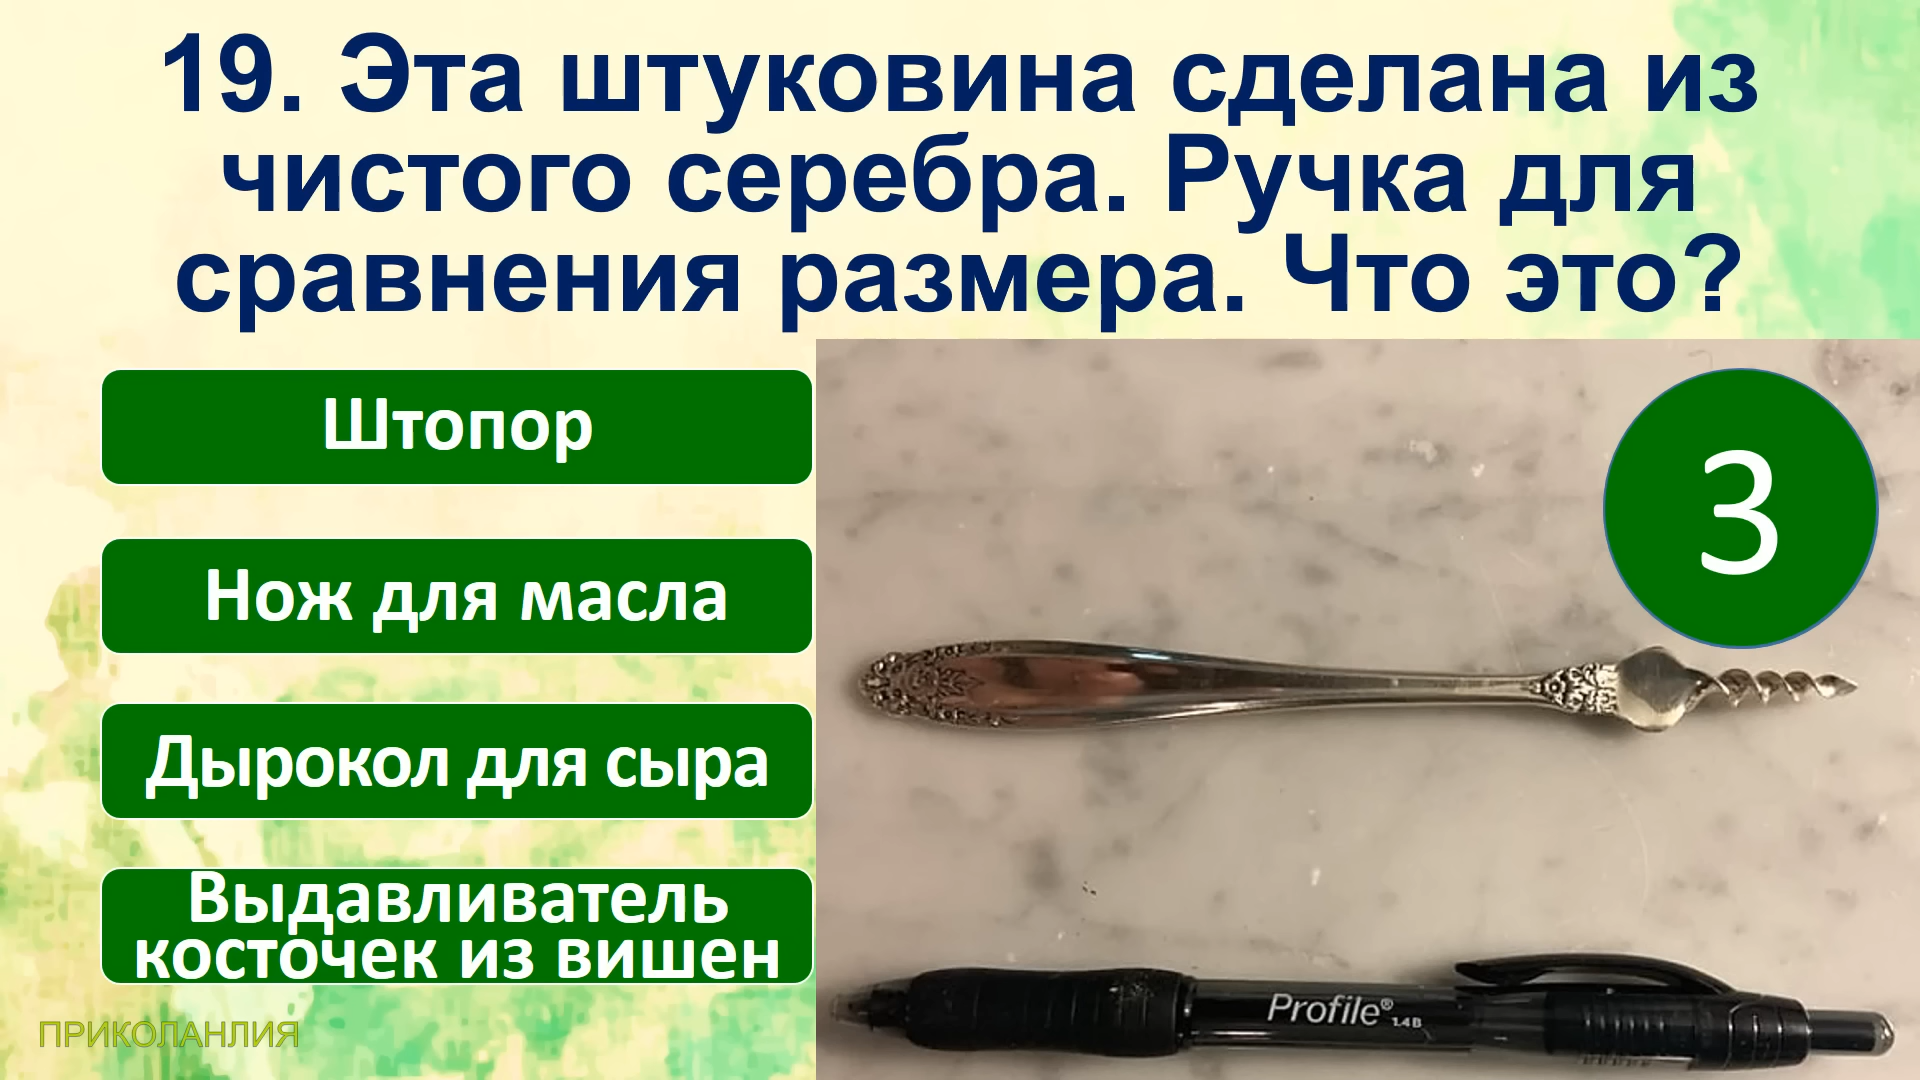 19. Эта штуковина сделана из
чистого серебра. Ручка для
сравнения размера. Что это?
Штопор
3
Нож для масла
Дырокол для сыра
Выдавливатель
косточек из вишен
Profile® 1.4 B
ПРИКОЛАНЛИЯ